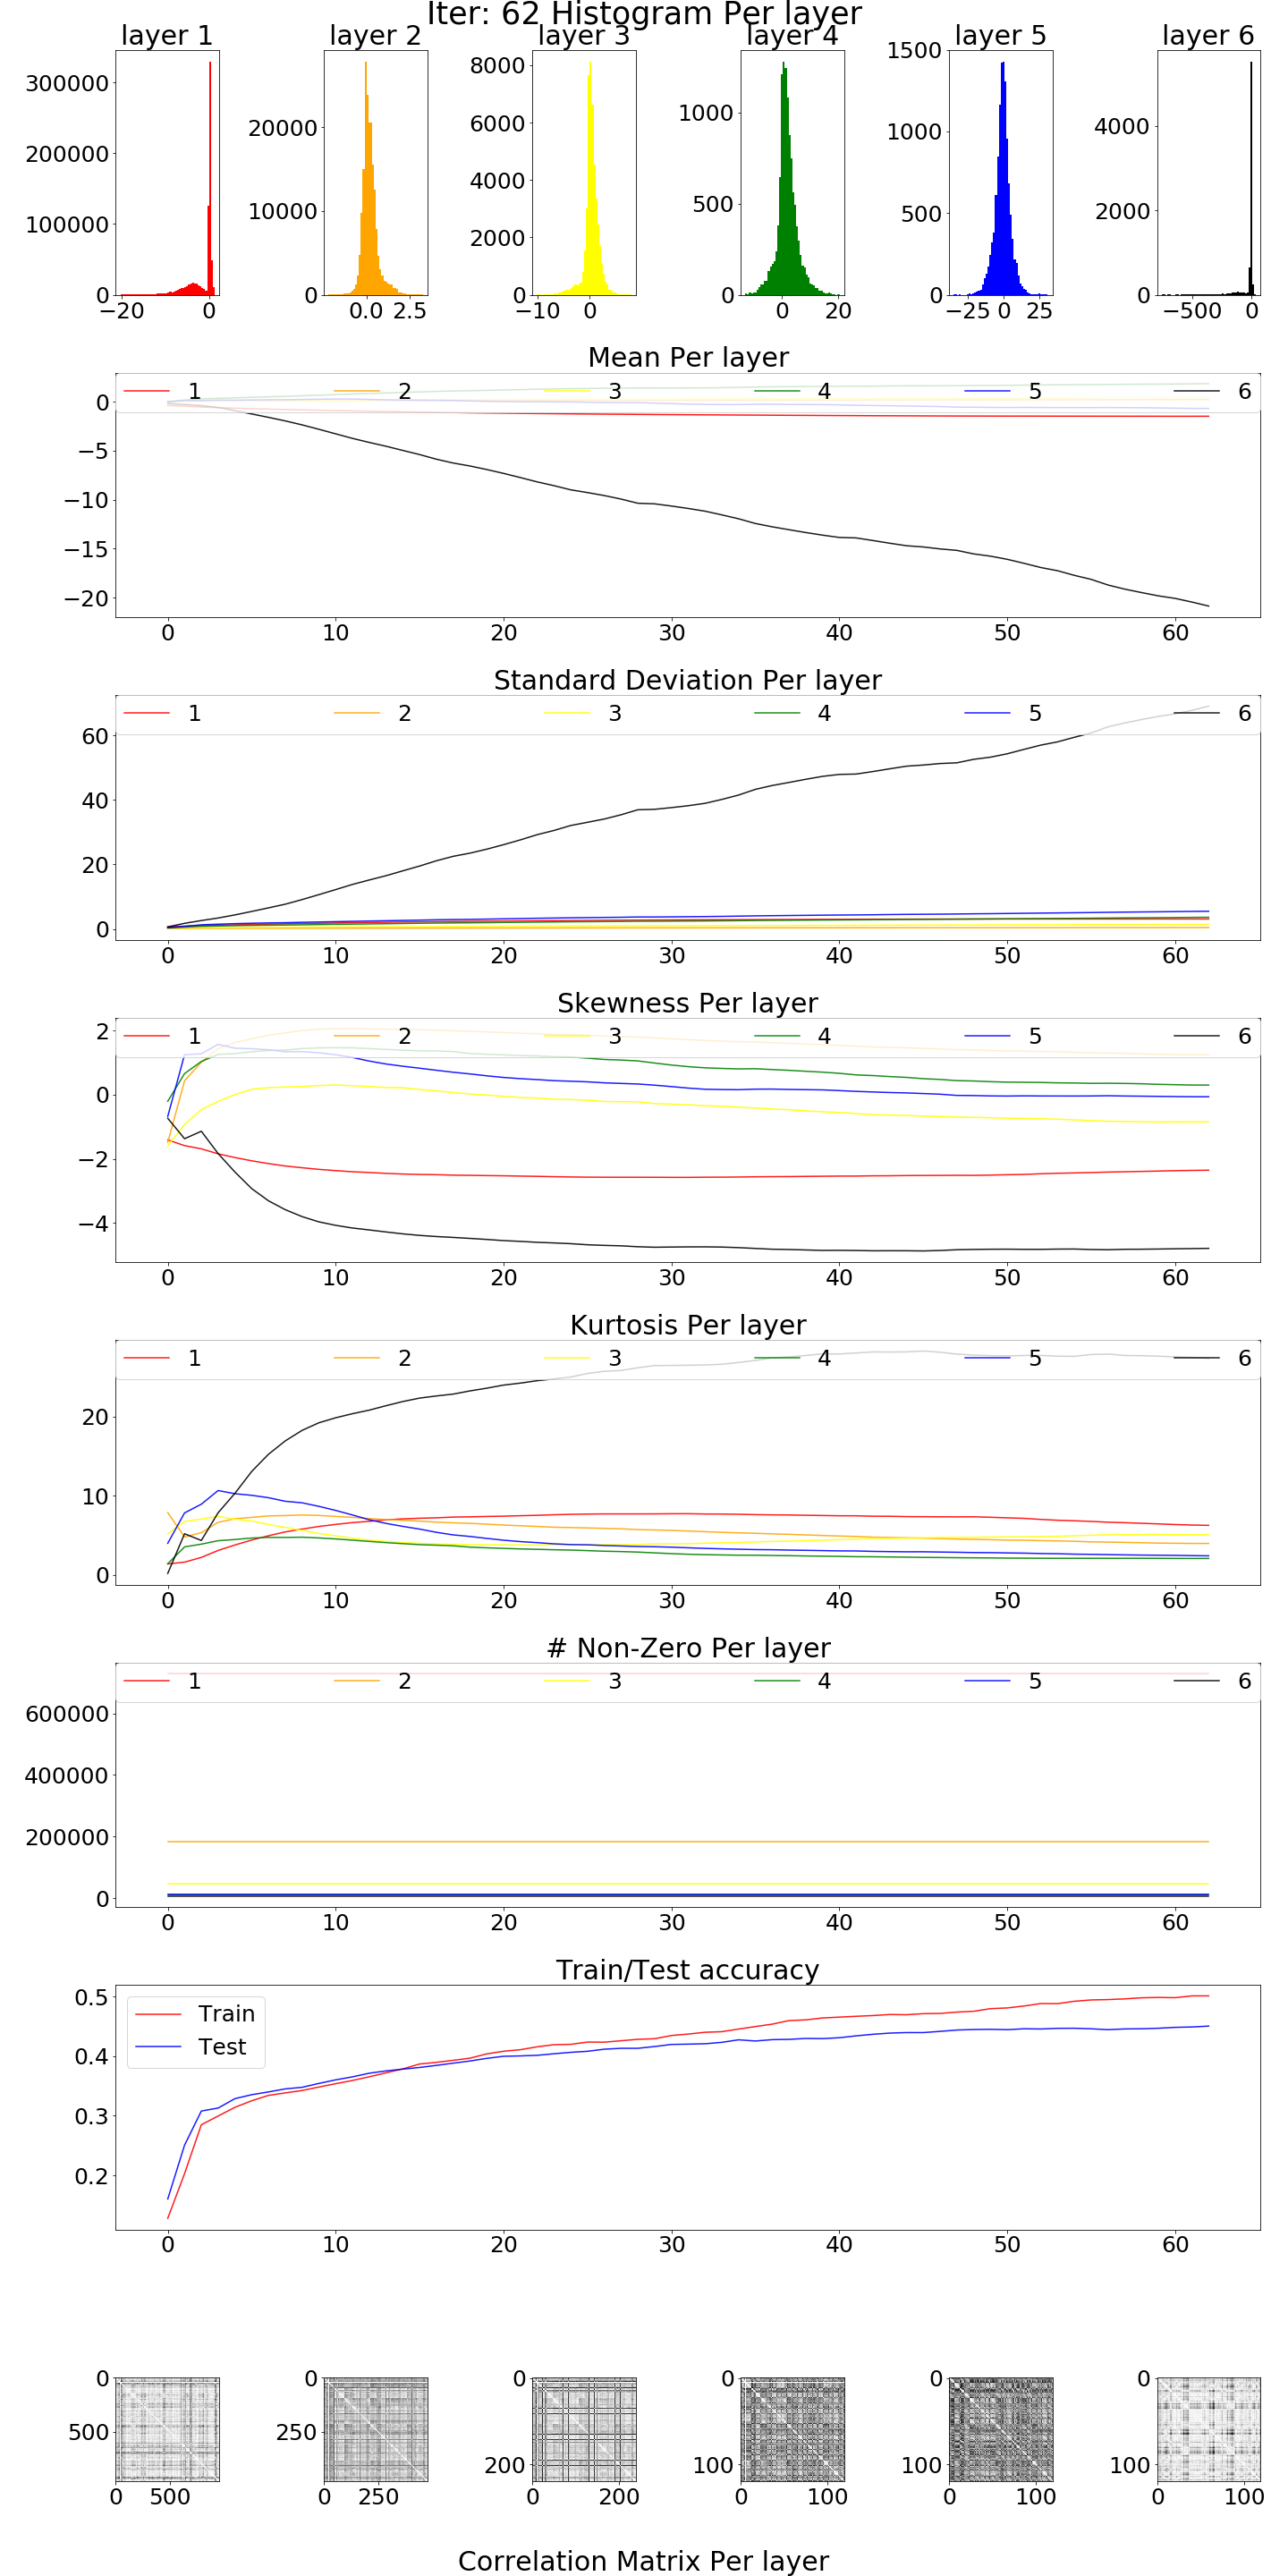 Iter: 62 Histogram Per layer
layer 1 layer 2 layer 3 layer 4 layer 5 layer 6
300000 200000 100000 0 −20 0
20000 10000 0 0.0 2.5
8000 6000 4000 2000 0 −10 0
1000 500 0 0 20
1500 1000 500 0 −25 0 25
4000 2000 0 −500 0
Mean Per layer
1 2 3 4 5 6
0
−5
−10
−15
−20
0 10 20 30 40 50 60
Standard Deviation Per layer
1 2 3 4 5 6
60
40
20
0
0 10 20 30 40 50 60
Skewness Per layer
1 2 3 4 5 6
2
0
−2
−4
0 10 20 30 40 50 60
Kurtosis Per layer
1 2 3 4 5 6
20
10
0
0 10 20 30 40 50 60
# Non-Zero Per layer
1 2 3 4 5 6
600000
400000
200000
0
0 10 20 30 40 50 60
Train/Test accuracy
Train
Test
0.5
0.4
0.3
0.2
0 10 20 30 40 50 60
0 500 0 500
0 250 0 250
0 200 0 200
0 100 0 100
0 100 0 100
0 100 0 100
Correlation Matrix Per layer